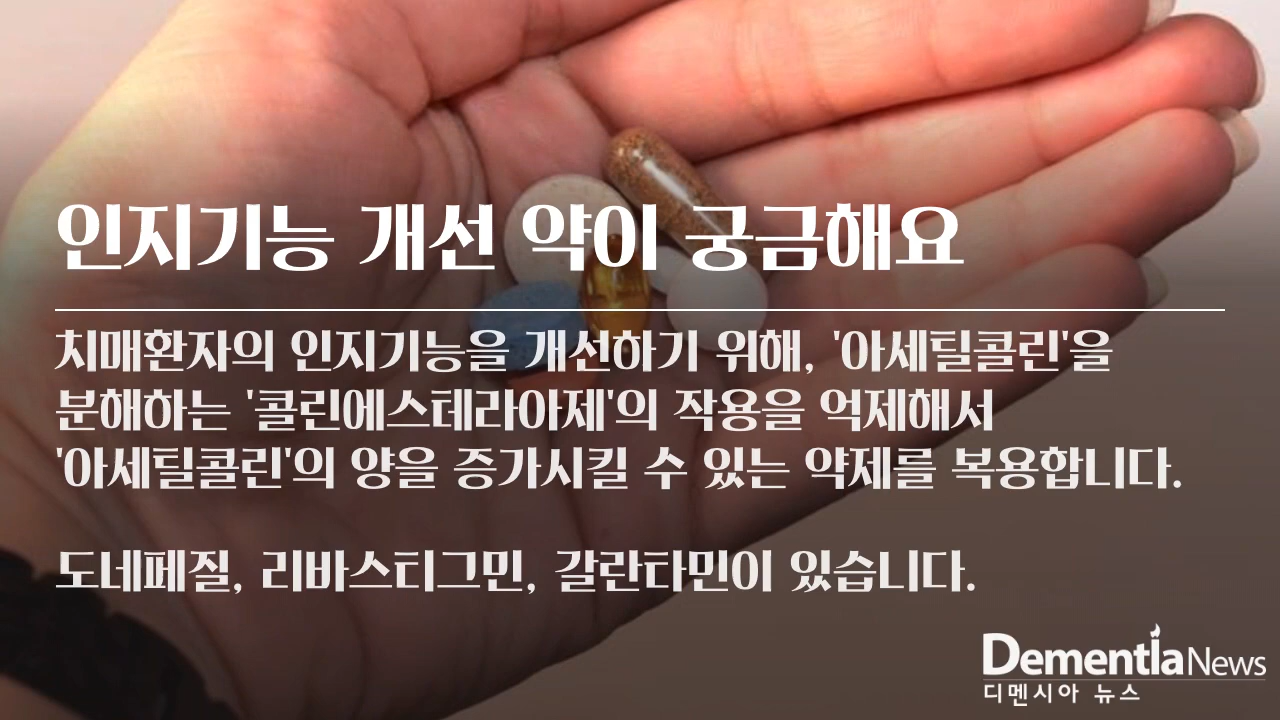 인지기능 개선 약이 궁금해요
치매환자의 인지기능을 개선하기 위해, '아세틸콜린'을
분해하는 '콜린에스테라아제'의 작용을 억제해서
'아세틸콜린'의 양을 증가시킬 수 있는 약제를 복용합니다.
도네페질, 리바스티그민, 갈란타민이 있습니다.
DementiaNews
디멘시아 뉴스